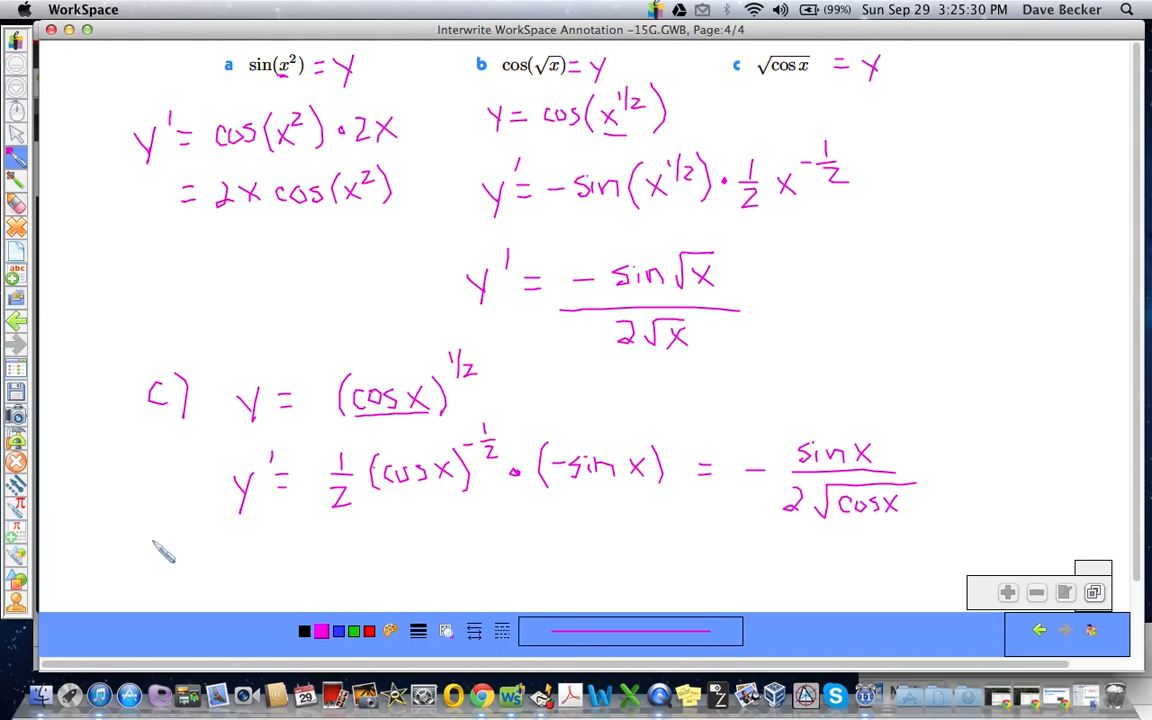 WorkSpace (99%) Sun Sep 29 3:25:30 PM Dave Becker
Interwrite WorkSpace Annotation -15G.GWB, Page:4/4
a sin(x²) = y b cos(√x) = y c √cos x = y
y' = cos(x²) · 2x
= 2x cos(x²)
y = cos(x^1/2)
y' = -sin(x^1/2) · 1/2 x^-1/2
y' = -sin√x / 2√x
c) y = (cos x)^1/2
y' = 1/2 (cos x)^-1/2 · (-sin x) = - sin x / 2√cos x